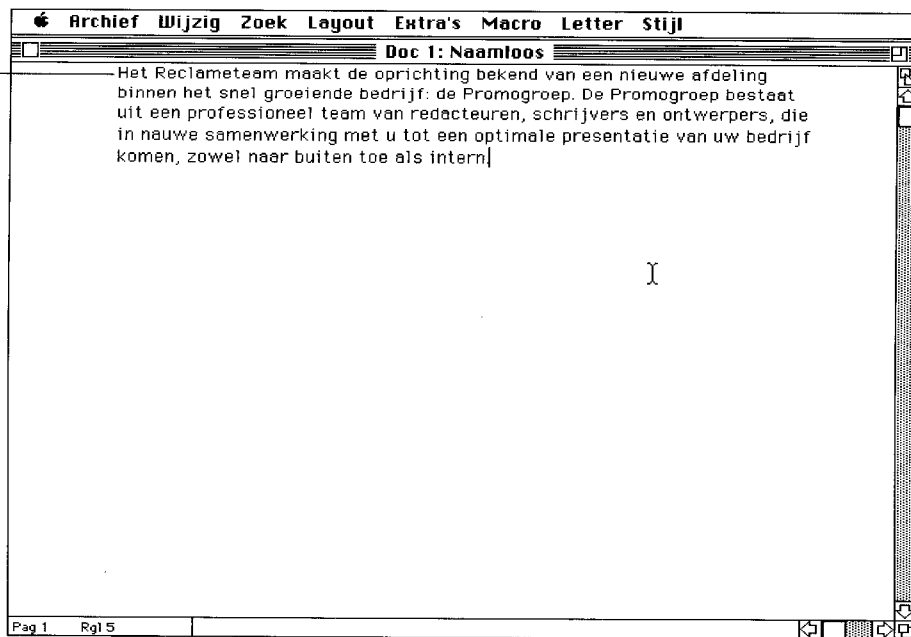 Archief Wijzig Zoek Layout Extra's Macro Letter Stijl
Doc 1: Naamloos
Het Reclameteam maakt de oprichting bekend van een nieuwe afdeling
binnen het snel groeiende bedrijf: de Promogroep. De Promogroep bestaat
uit een professioneel team van redacteuren, schrijvers en ontwerpers, die
in nauwe samenwerking met u tot een optimale presentatie van uw bedrijf
komen, zowel naar buiten toe als intern.
Pag 1 Rgl 5